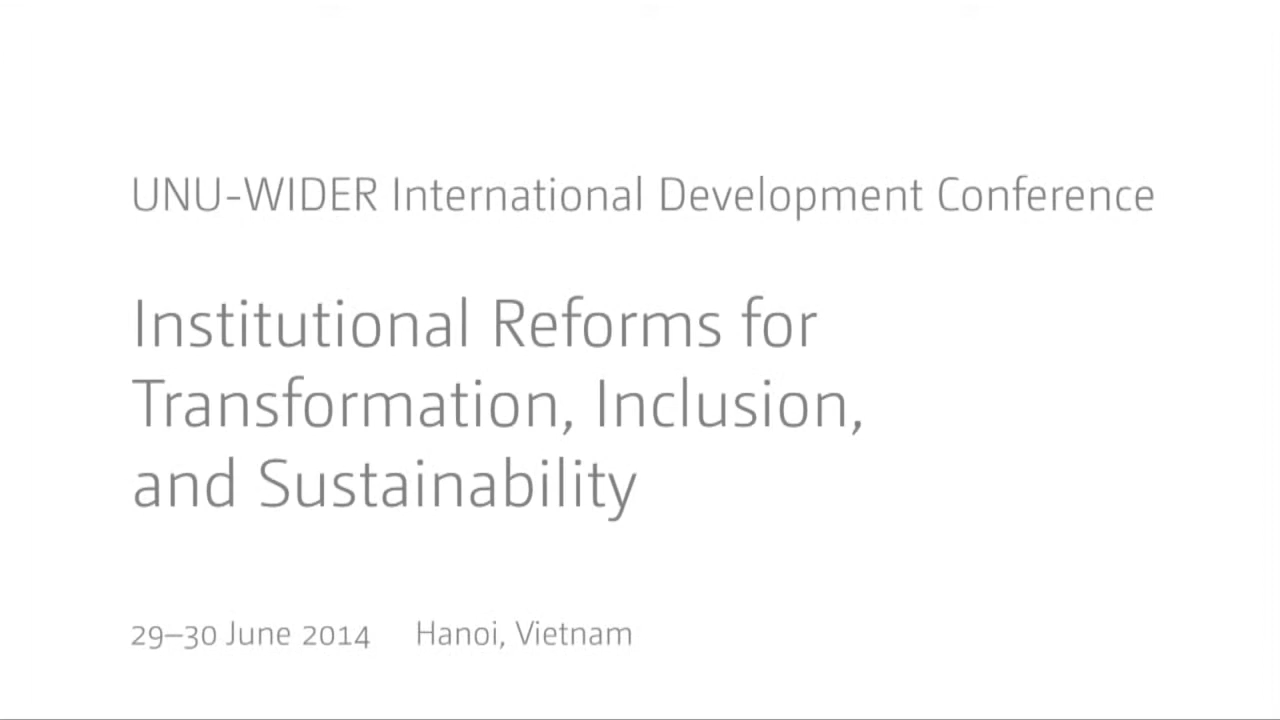 UNU-WIDER International Development Conference
Institutional Reforms for
Transformation, Inclusion,
and Sustainability
29–30 June 2014 Hanoi, Vietnam